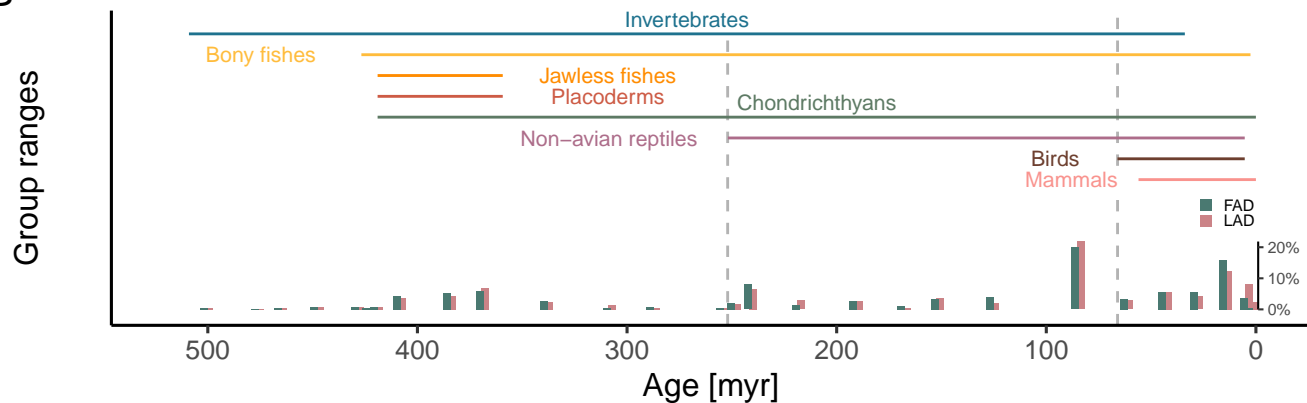 Group ranges
Invertebrates
Bony fishes
Jawless fishes
Placoderms
Chondrichthyans
Non−avian reptiles
Birds
Mammals
FAD
LAD
20%
10%
0%
500 400 300 200 100 0
Age [myr]